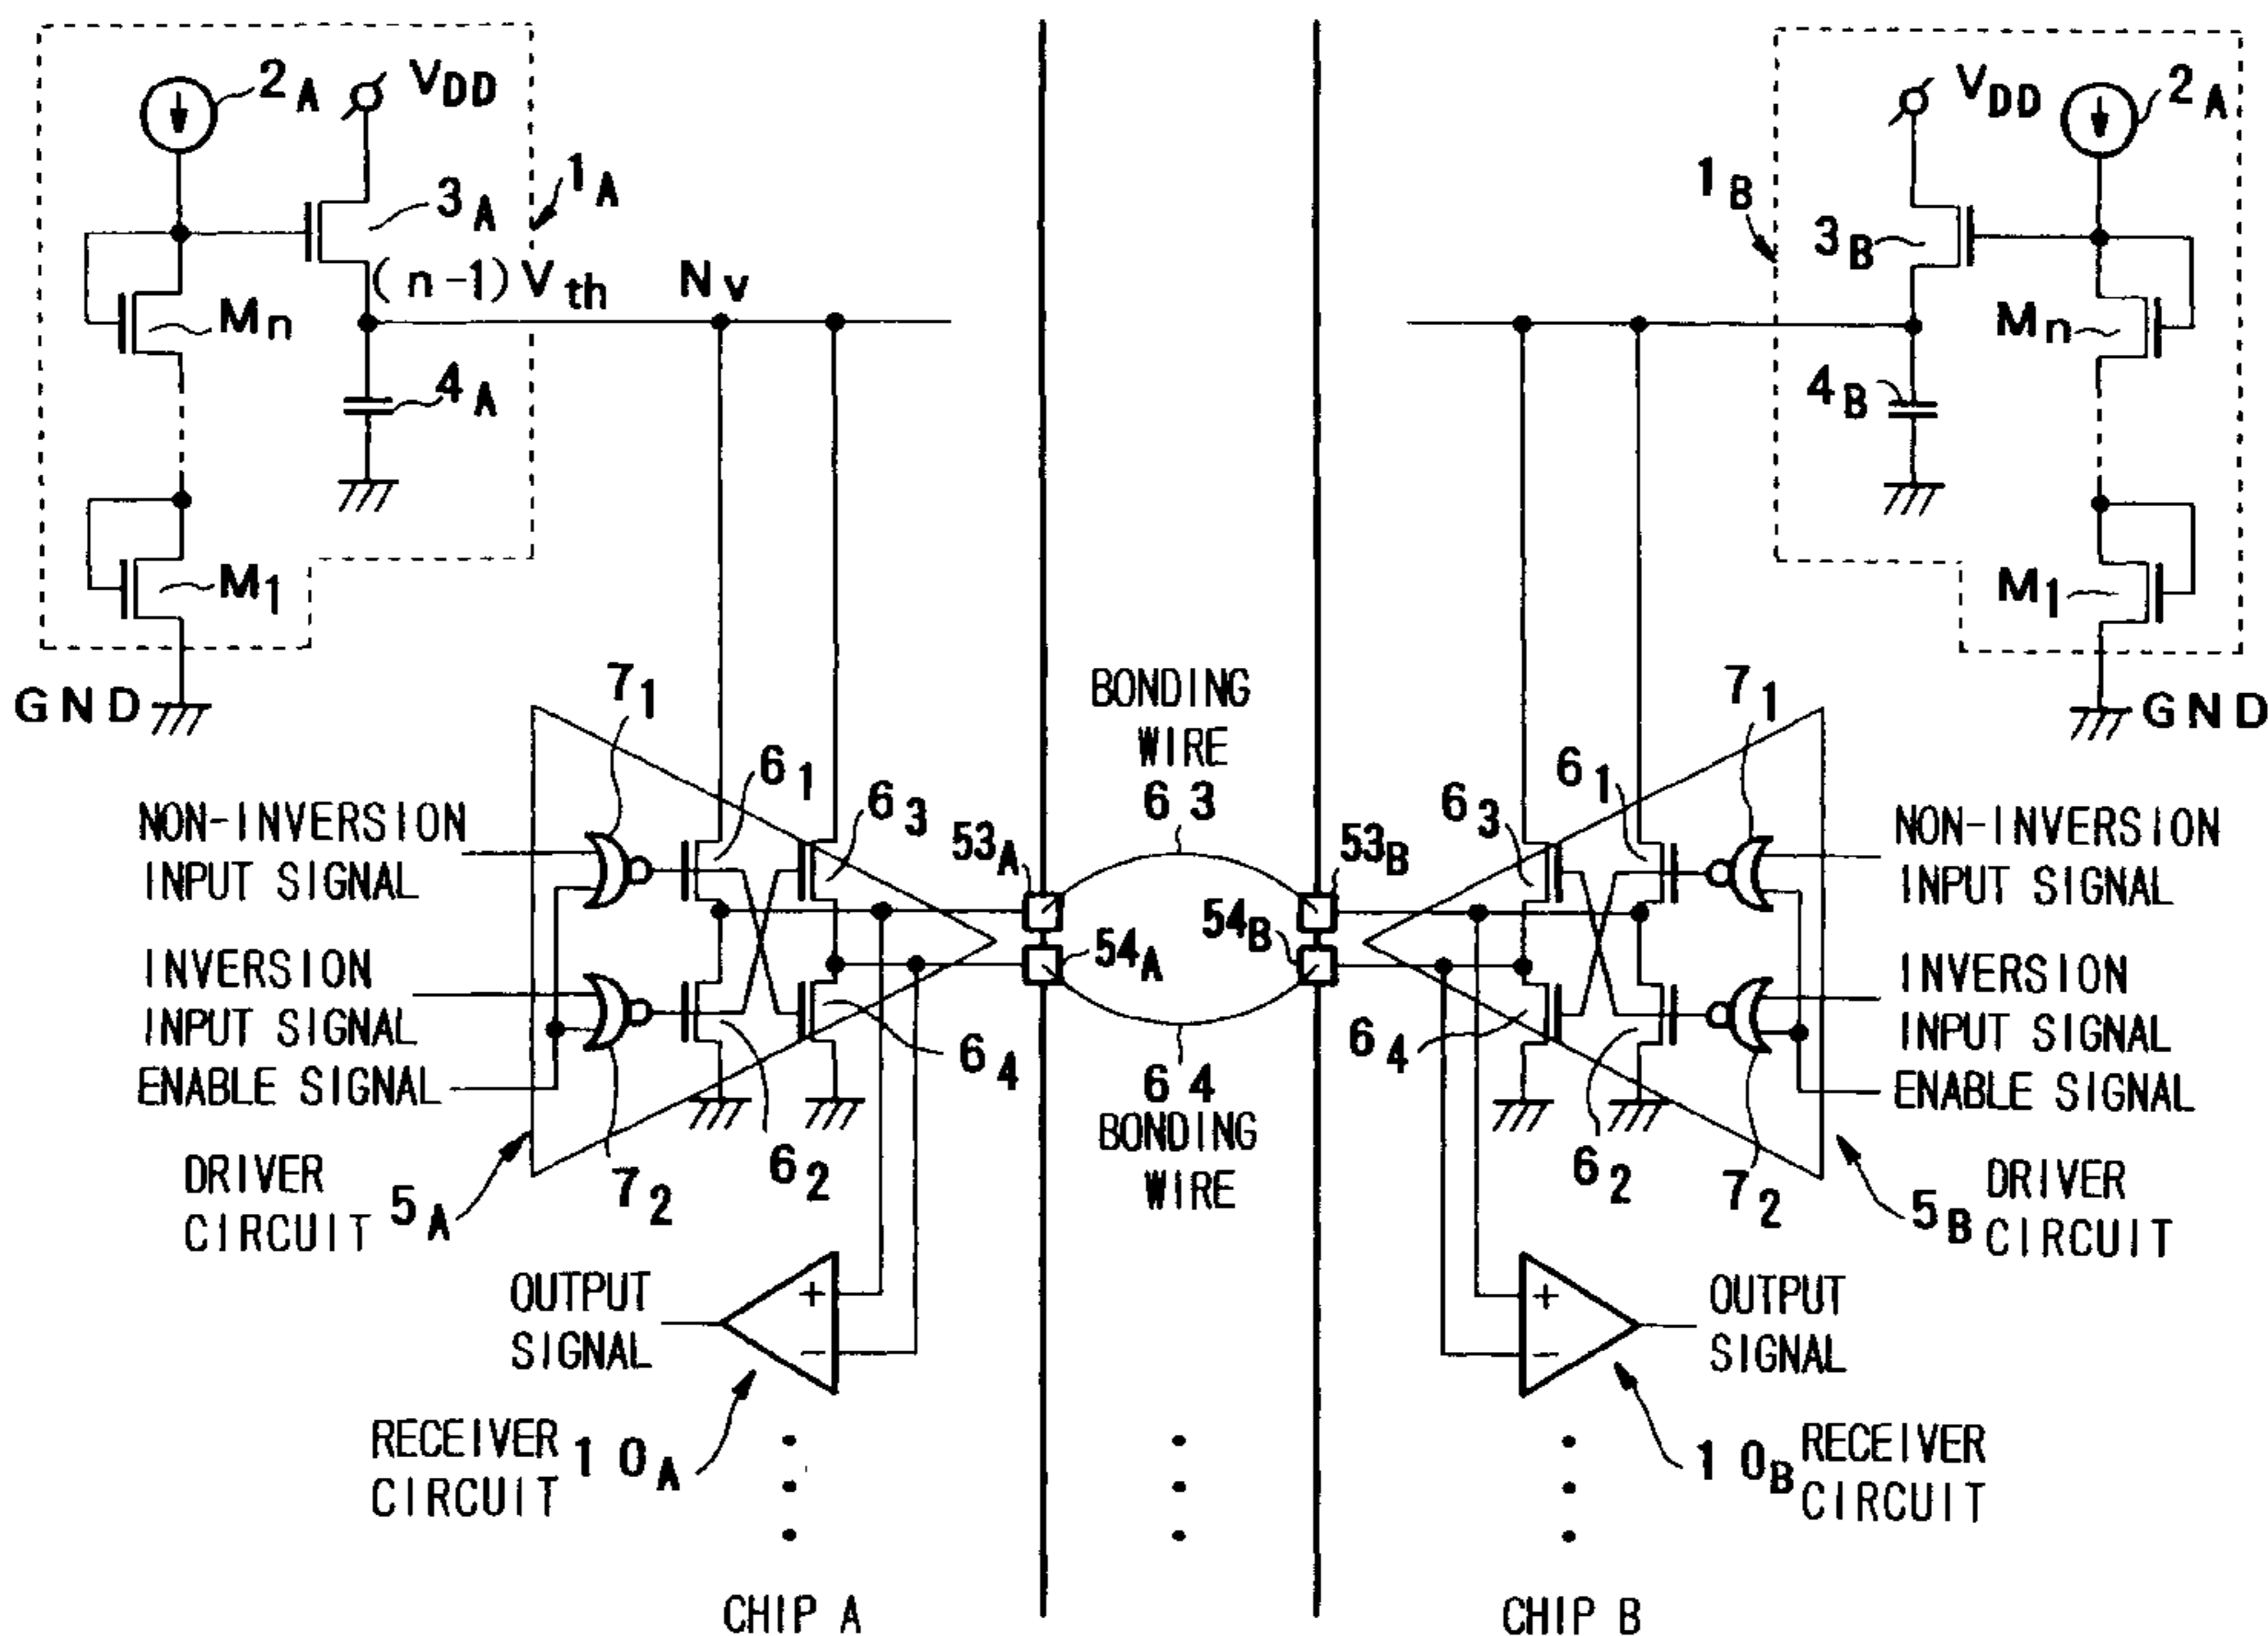 2A
VDD
VDD
2A
1A
1B
3A
3B
(n-1)Vth
Nv
Mn
Mn
4A
4B
M1
M1
GND
GND
71
BONDING
WIRE
63
71
61
63
61
63
NON-INVERSION
INPUT SIGNAL
53A
53B
NON-INVERSION
INPUT SIGNAL
54A
54B
INVERSION
INPUT SIGNAL
ENABLE SIGNAL
INVERSION
INPUT SIGNAL
ENABLE SIGNAL
64
64
64
BONDING
WIRE
DRIVER
CIRCUIT 5A
72
62
62
72
5B
DRIVER
CIRCUIT
OUTPUT
SIGNAL
+
−
+
−
OUTPUT
SIGNAL
RECEIVER
CIRCUIT
10A
10B
RECEIVER
CIRCUIT
CHIP A
CHIP B